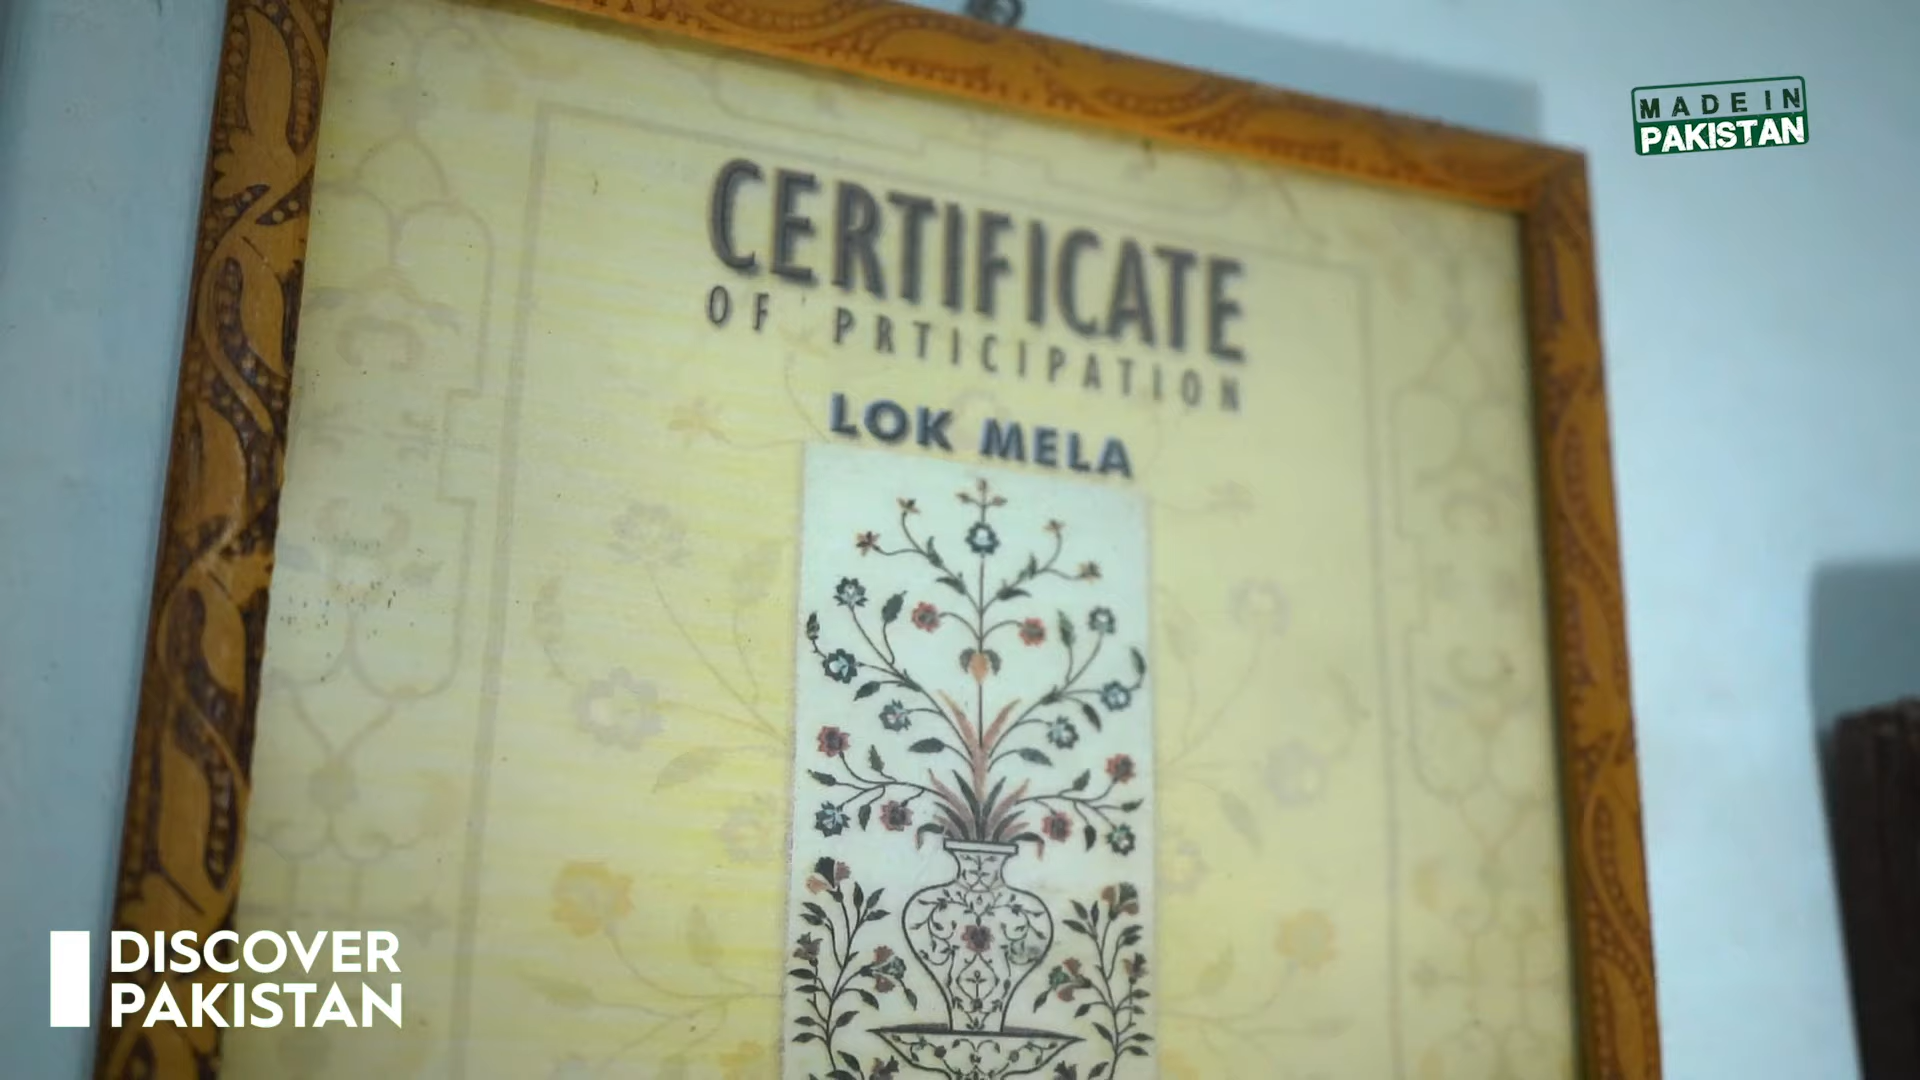 MADE IN
PAKISTAN
CERTIFICATE
OF PRTICIPATION
LOK MELA
DISCOVER
PAKISTAN